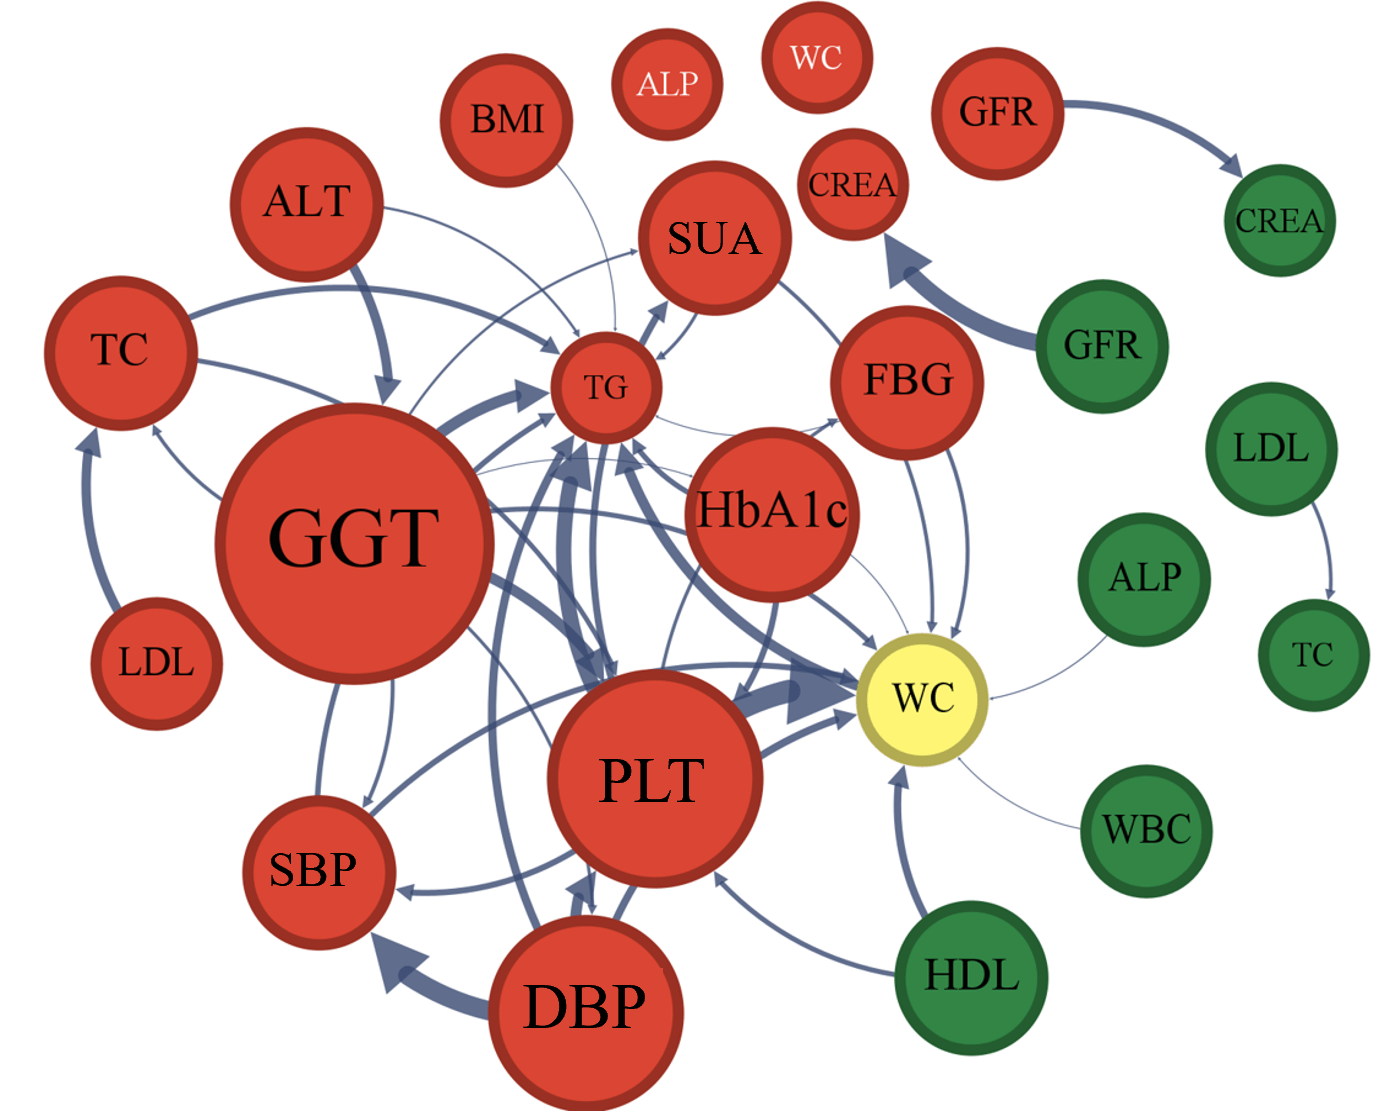 WC
ALP
GFR
BMI
CREA
ALT
SUA
CREA
TC
GFR
TG
FBG
LDL
GGT
HbA1c
ALP
LDL
TC
WC
PLT
WBC
SBP
HDL
DBP